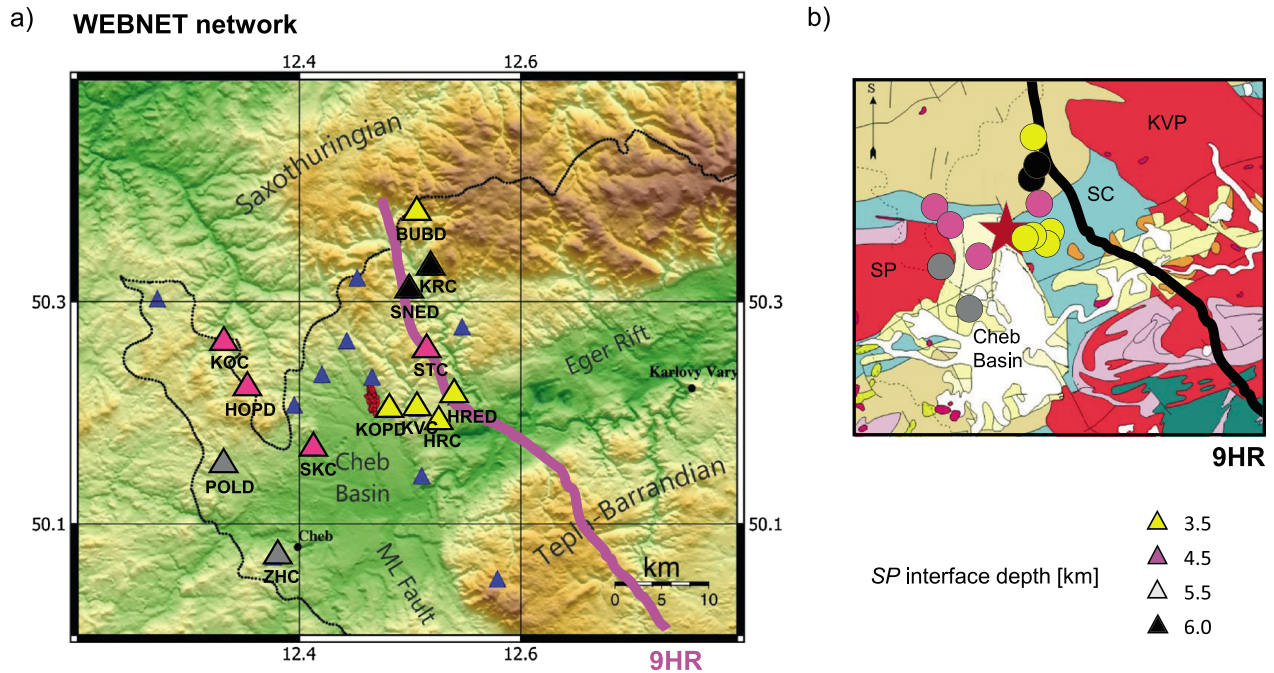 a)
WEBNET network
12.4
12.6
Saxothuringian
BUBD
KRC
50.3
50.3
SNED
KOC
STC
Eger Rift
Karlovy Vary
HOPD
HRED
KOPD
KVC
HRC
SKC
Cheb
Basin
POLD
Tepla-Barrandian
50.1
50.1
Cheb
ML Fault
ZHC
km
0 5 10
12.4
12.6
9HR
b)
S
KVP
SC
SP
Cheb
Basin
9HR
SP interface depth [km]
3.5
4.5
5.5
6.0